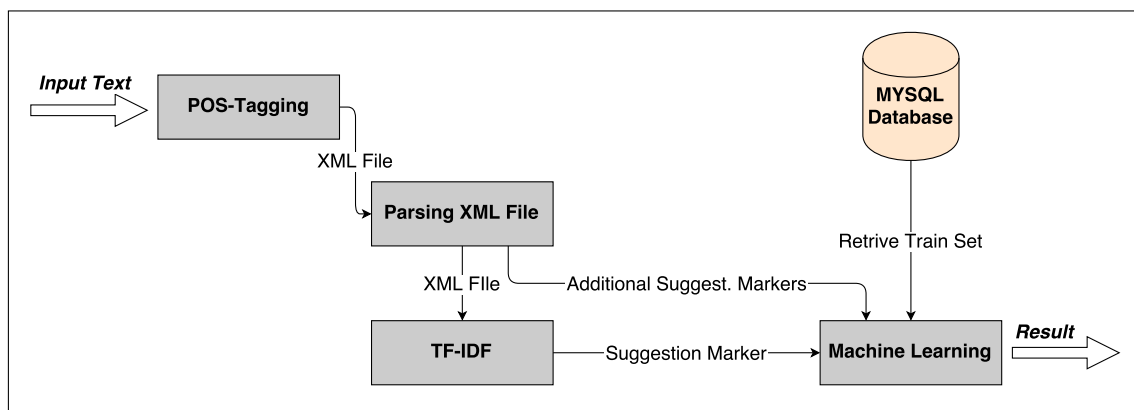 Input Text
POS-Tagging
MYSQL
Database
XML File
Parsing XML File
Retrive Train Set
XML FIle
Additional Suggest. Markers
TF-IDF
Suggestion Marker
Machine Learning
Result